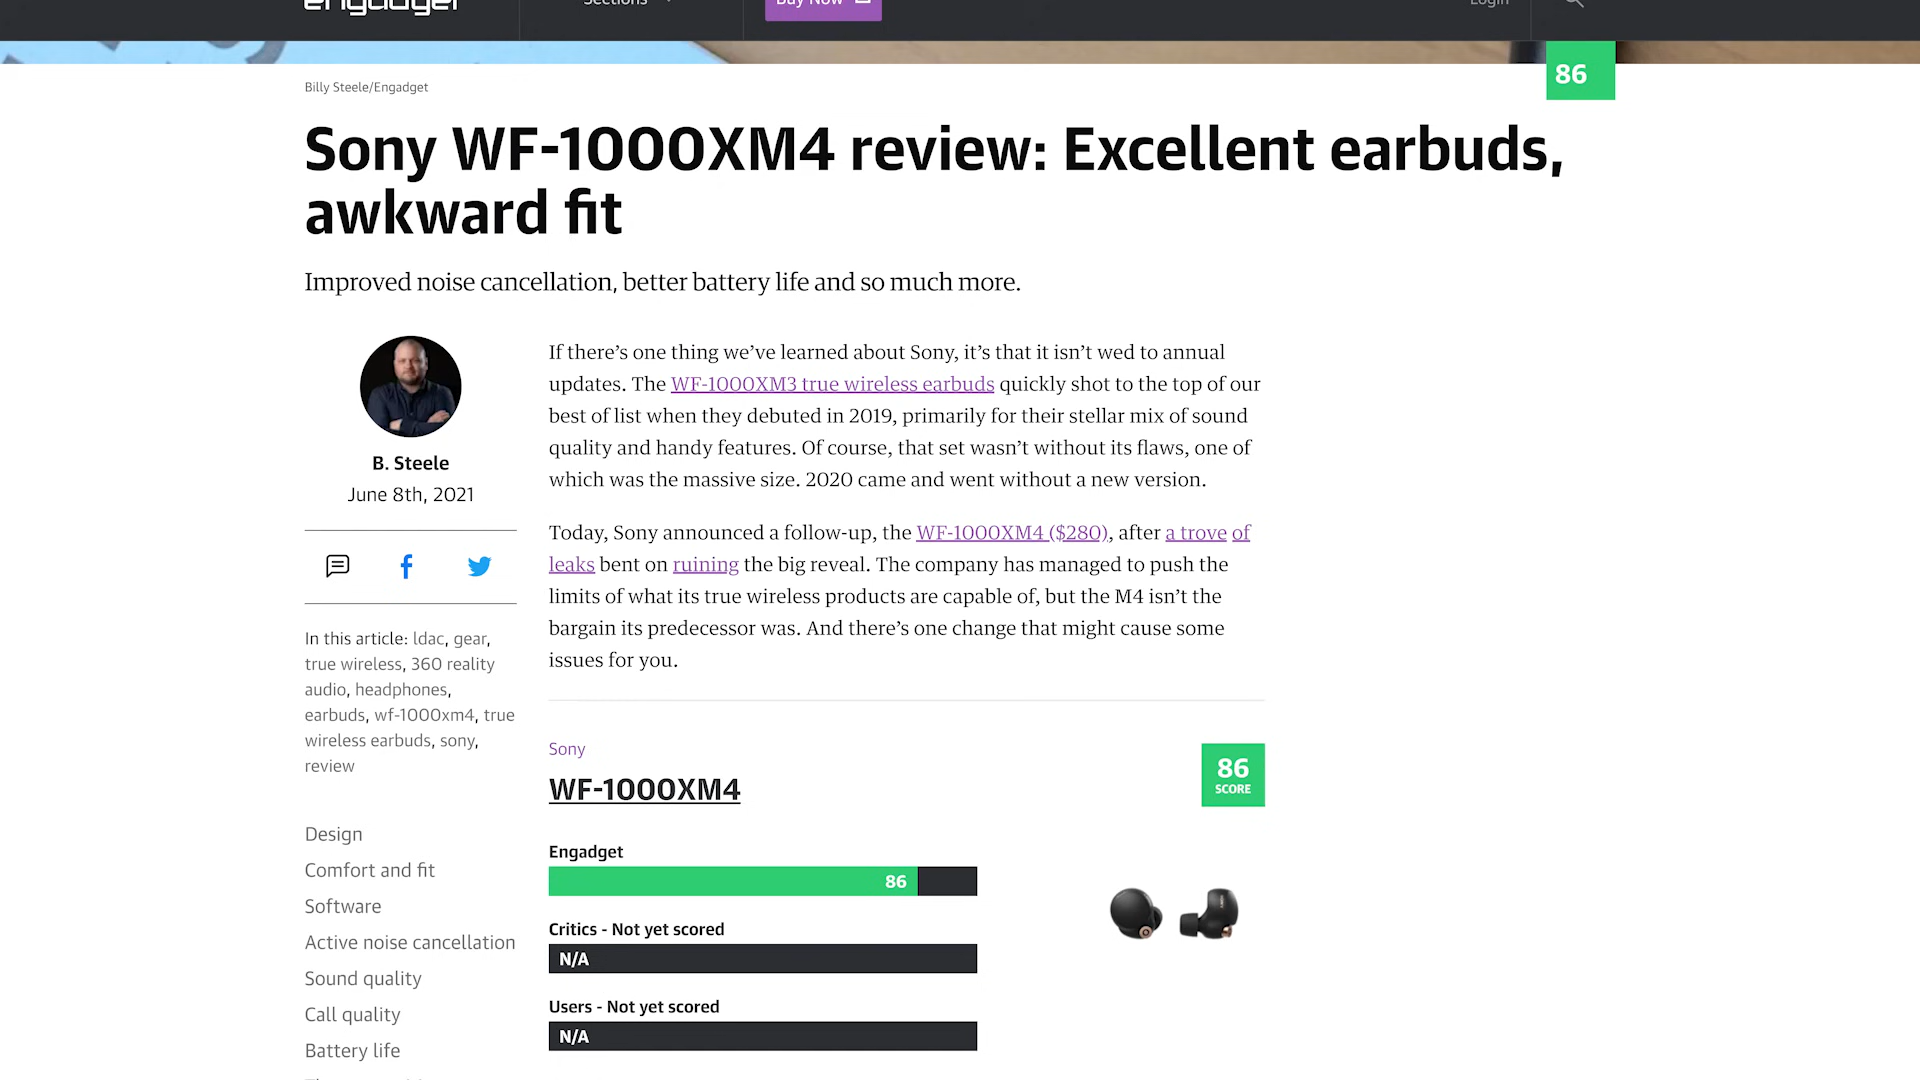 engadget
Sections
Buy Now
Login
86
Billy Steele/Engadget
Sony WF-1000XM4 review: Excellent earbuds,
awkward fit
Improved noise cancellation, better battery life and so much more.
B. Steele
June 8th, 2021
In this article: ldac, gear,
true wireless, 360 reality
audio, headphones,
earbuds, wf-1000xm4, true
wireless earbuds, sony,
review
Design
Comfort and fit
Software
Active noise cancellation
Sound quality
Call quality
Battery life
If there’s one thing we’ve learned about Sony, it’s that it isn’t wed to annual
updates. The WF-1000XM3 true wireless earbuds quickly shot to the top of our
best of list when they debuted in 2019, primarily for their stellar mix of sound
quality and handy features. Of course, that set wasn’t without its flaws, one of
which was the massive size. 2020 came and went without a new version.
Today, Sony announced a follow-up, the WF-1000XM4 ($280), after a trove of
leaks bent on ruining the big reveal. The company has managed to push the
limits of what its true wireless products are capable of, but the M4 isn’t the
bargain its predecessor was. And there’s one change that might cause some
issues for you.
Sony
WF-1000XM4
86
SCORE
Engadget
86
Critics - Not yet scored
N/A
Users - Not yet scored
N/A